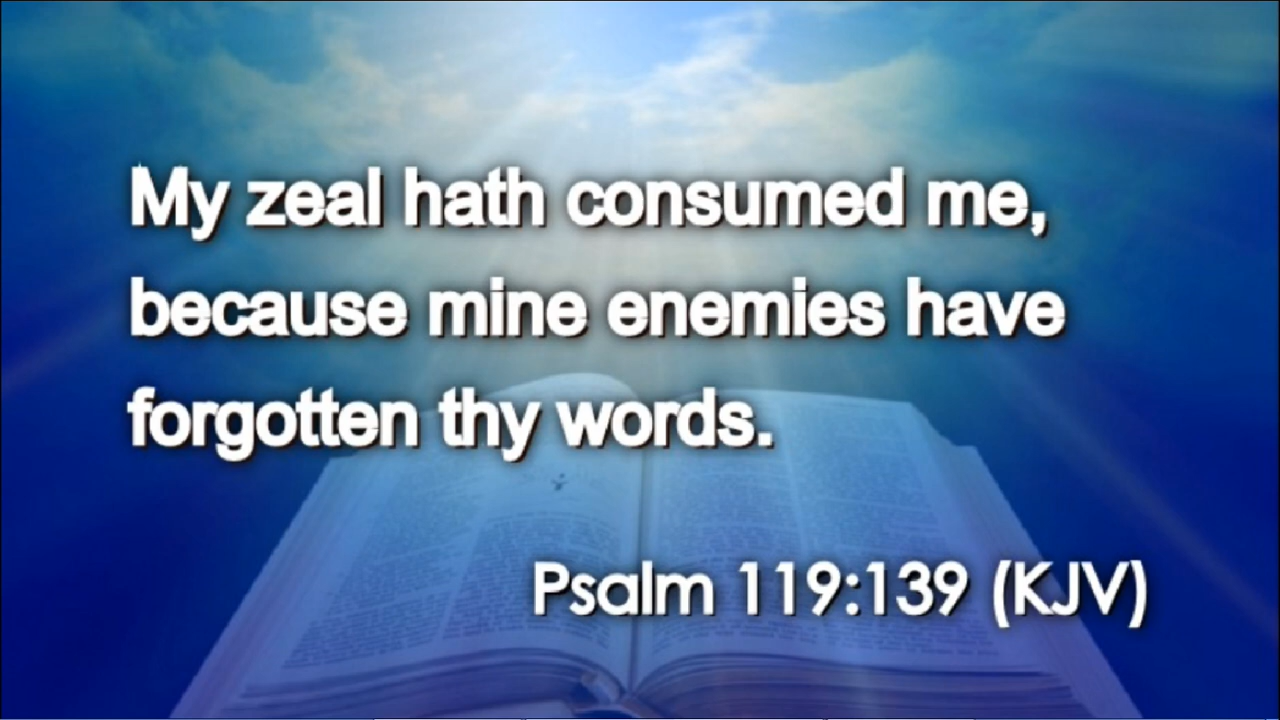 My zeal hath consumed me,
because mine enemies have
forgotten thy words.
Psalm 119:139 (KJV)